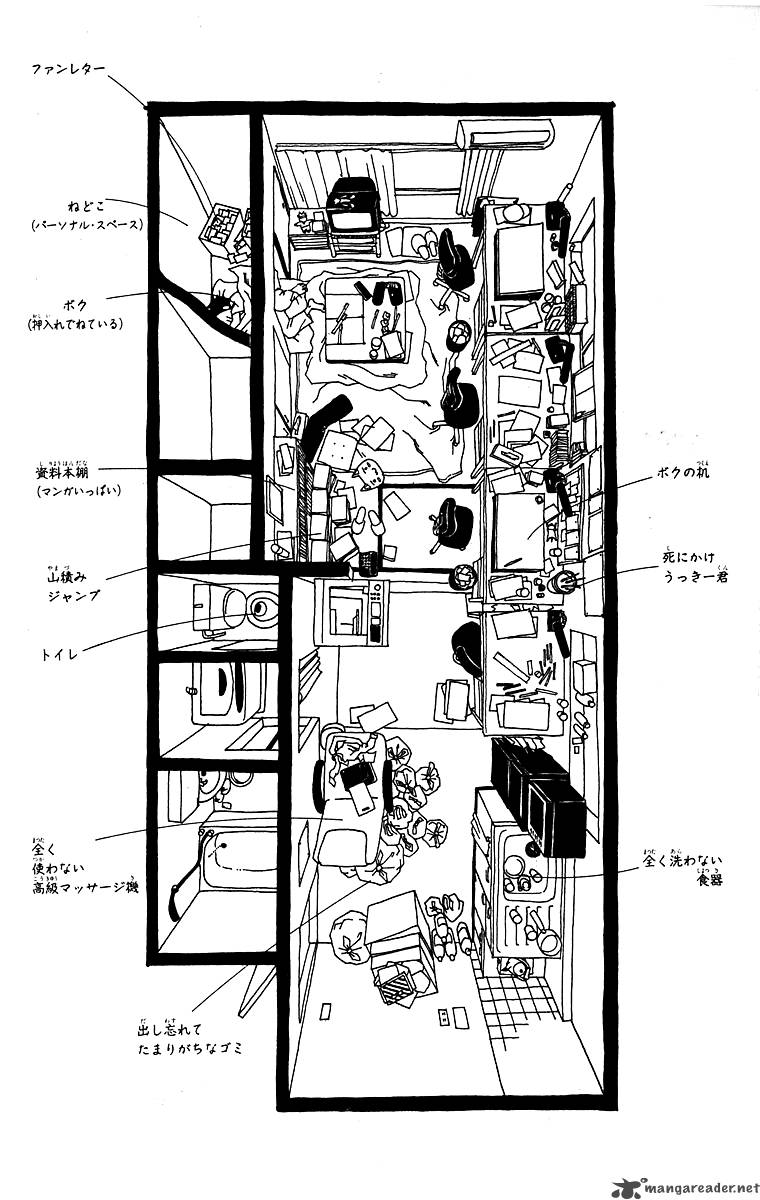 ファンレター
ねどこ
(パーソナル・スペース)
ボク
(押入れでねている)
資料本棚
(マンガいっぱい)
山積み
ジャンプ
トイレ
全く
使わない
高級マッサージ機
出し忘れて
たまりがちなゴミ
ボクの机
死にかけ
うっきー君
全く洗わない
食器
mangareader.net